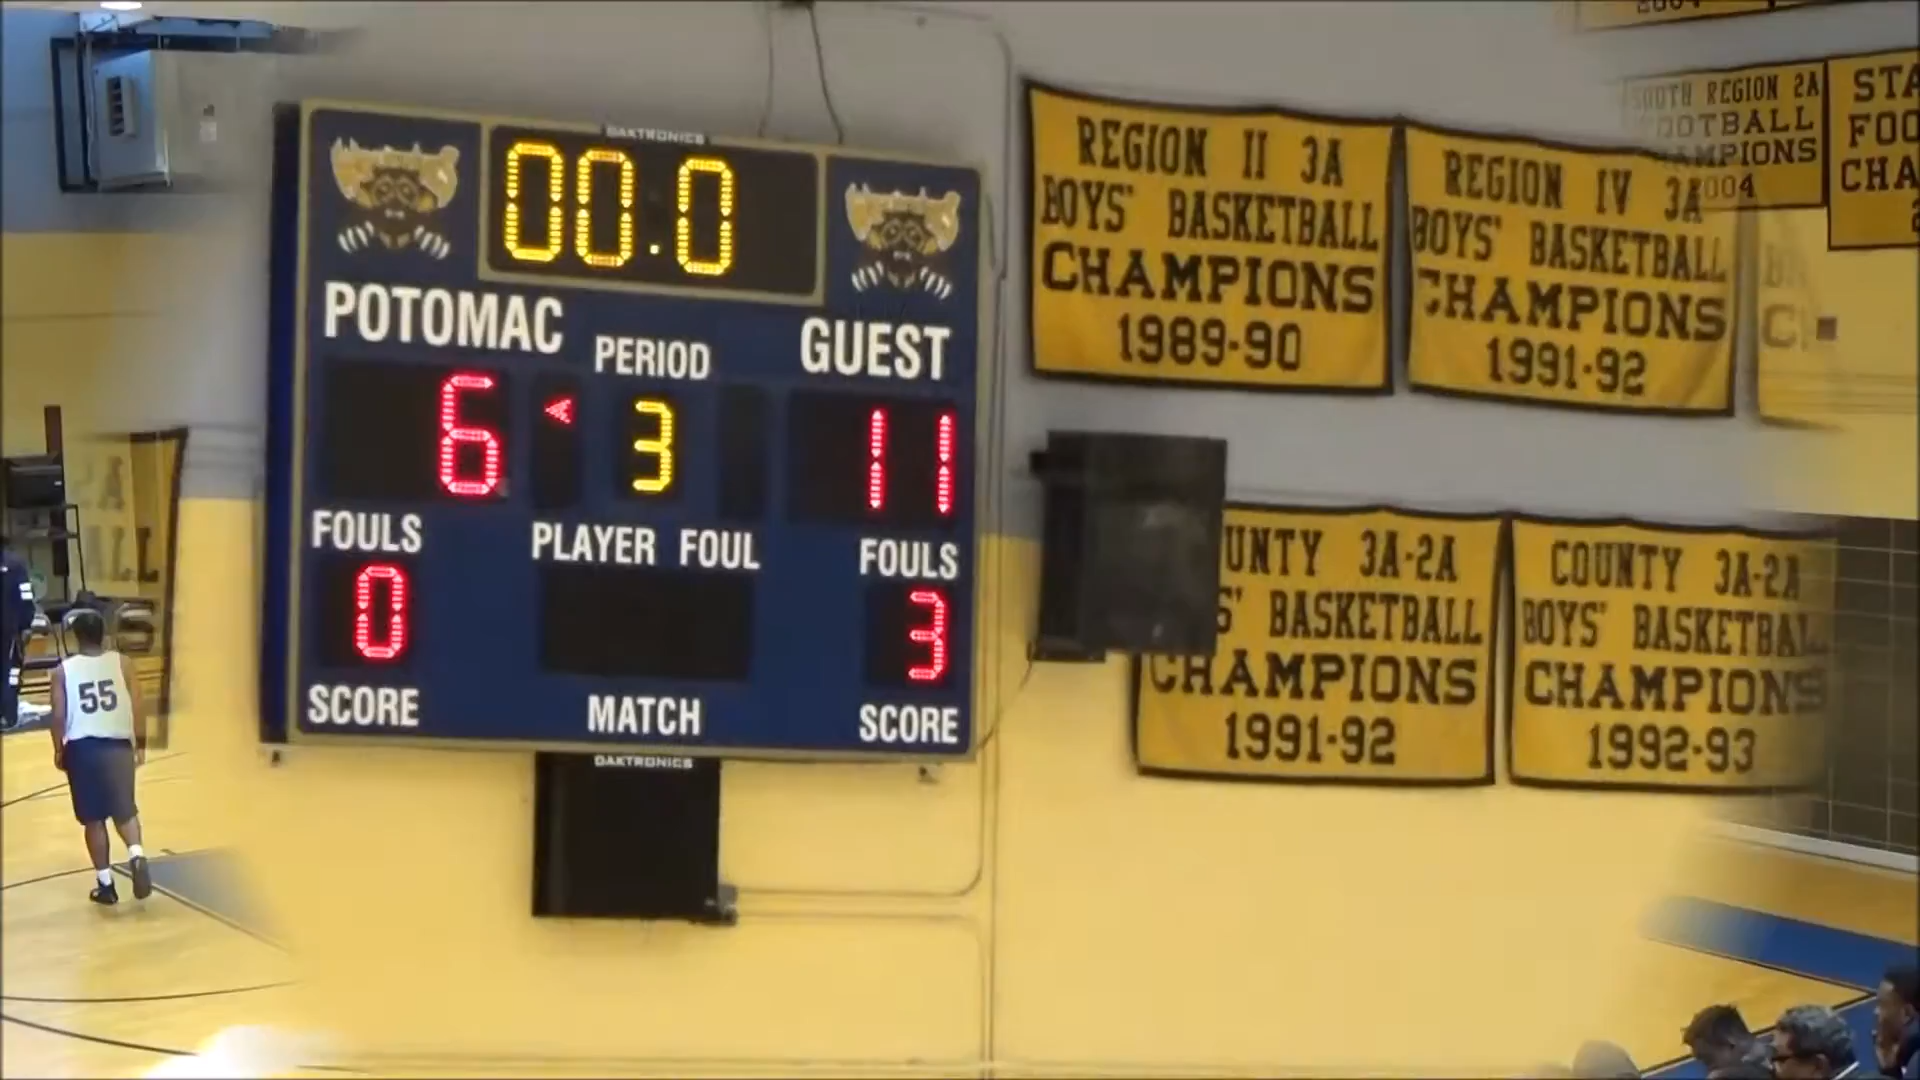 DAKTRONICS
00.0
POTOMAC
PERIOD
GUEST
6
3
11
FOULS
PLAYER FOUL
FOULS
0
3
SCORE
MATCH
SCORE
DAKTRONICS
55
REGION II 3A
BOYS' BASKETBALL
CHAMPIONS
1989-90
REGION IV 3A
BOYS' BASKETBALL
CHAMPIONS
1991-92
SOUTH REGION 2A
FOOTBALL
CHAMPIONS
2004
STA
FOO
CHA
UNTY 3A-2A
S' BASKETBALL
CHAMPIONS
1991-92
COUNTY 3A-2A
BOYS' BASKETBALL
CHAMPIONS
1992-93